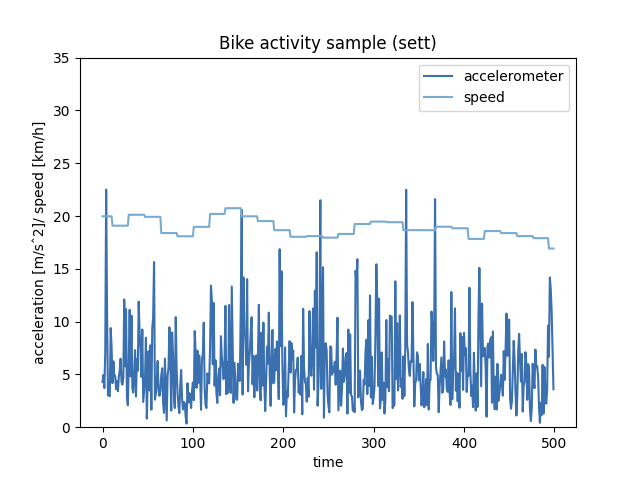 Bike activity sample (sett)
accelerometer
speed
acceleration [m/s^2]/ speed [km/h]
35
30
25
20
15
10
5
0
0 100 200 300 400 500
time